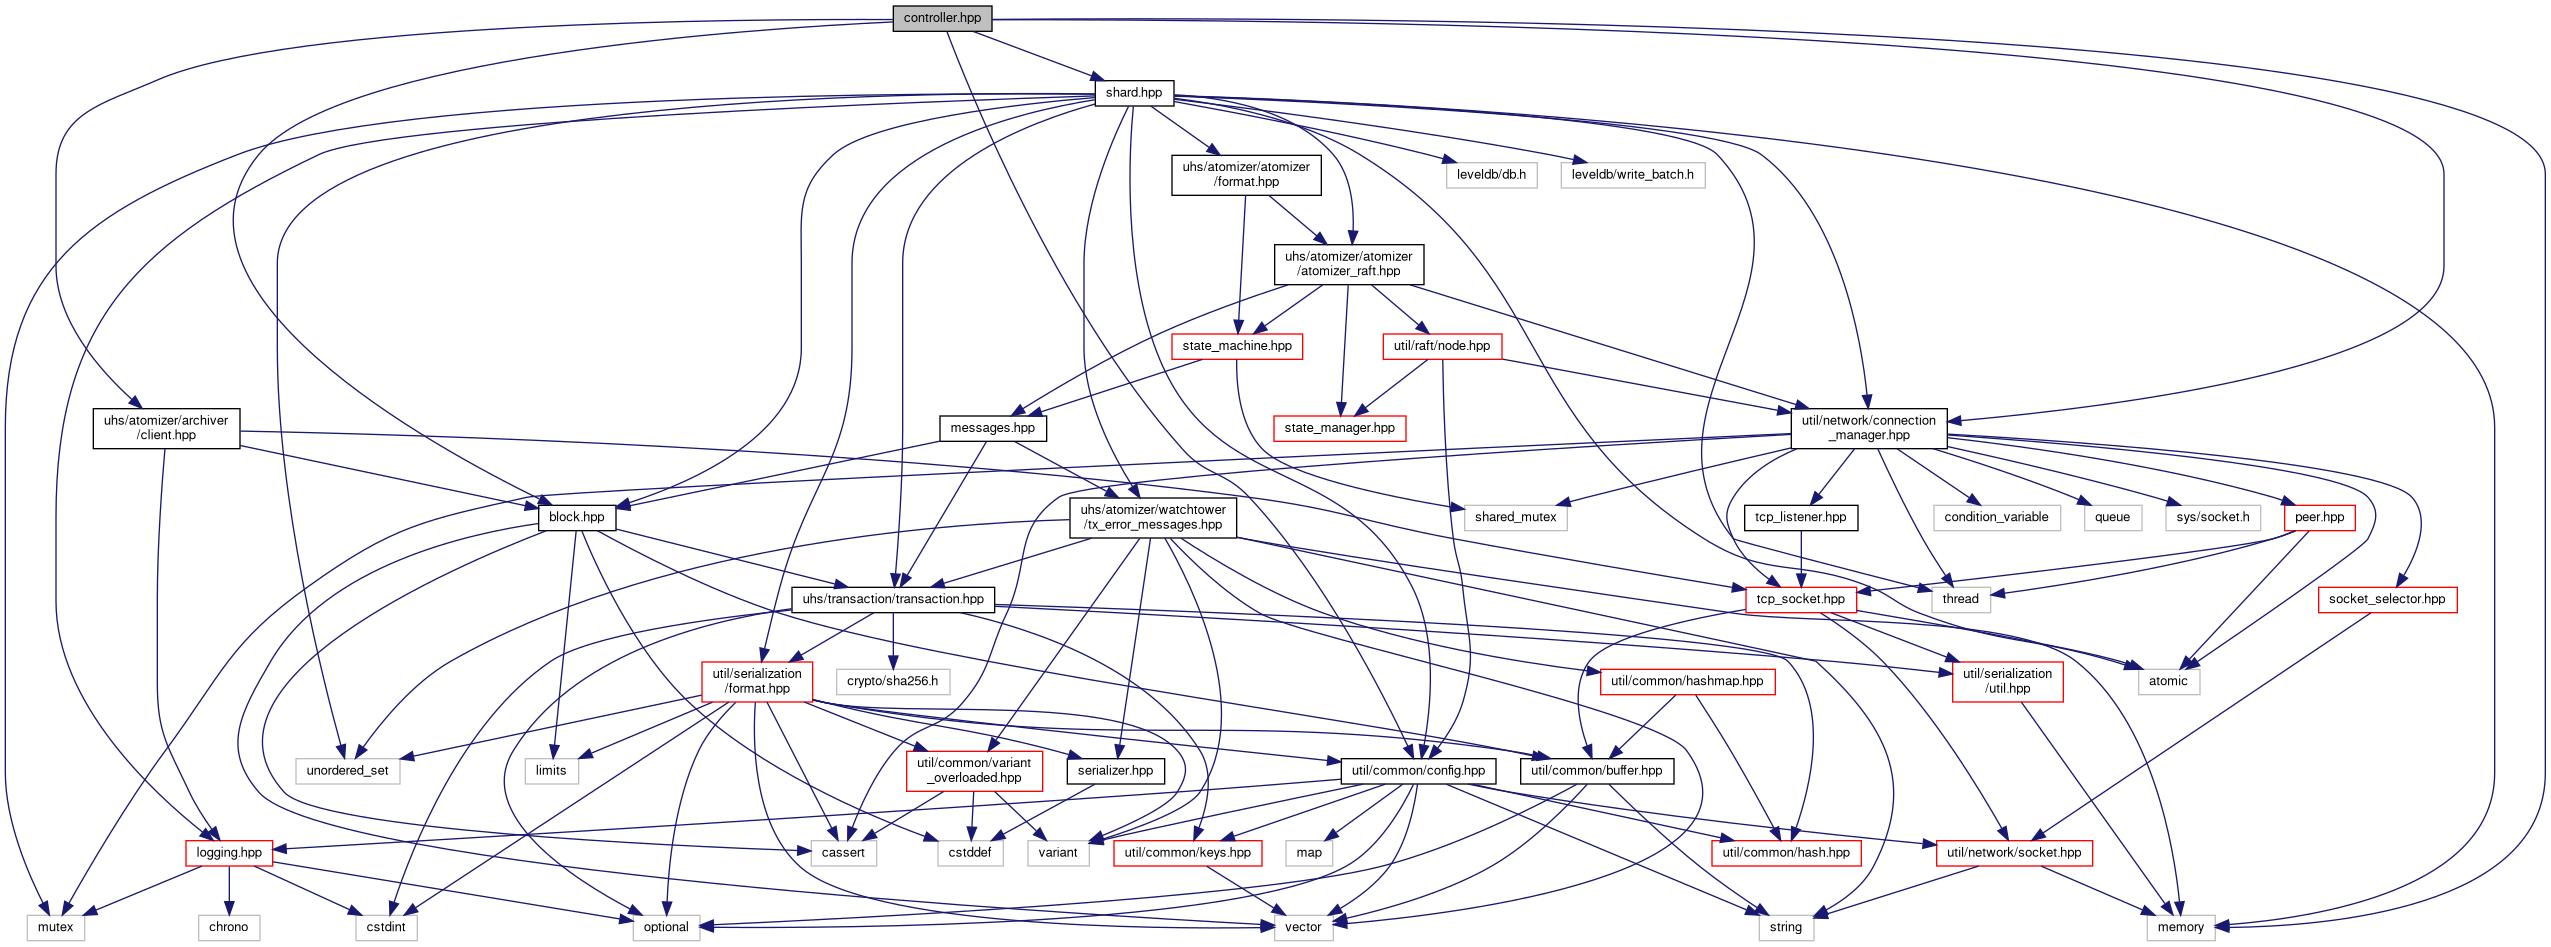 controller.hpp
shard.hpp
uhs/atomizer/atomizer
/format.hpp
leveldb/db.h
leveldb/write_batch.h
uhs/atomizer/atomizer
/atomizer_raft.hpp
state_machine.hpp
util/raft/node.hpp
uhs/atomizer/archiver
/client.hpp
messages.hpp
state_manager.hpp
util/network/connection
_manager.hpp
block.hpp
uhs/atomizer/watchtower
/tx_error_messages.hpp
shared_mutex
tcp_listener.hpp
condition_variable
queue
sys/socket.h
peer.hpp
uhs/transaction/transaction.hpp
tcp_socket.hpp
thread
socket_selector.hpp
util/serialization
/format.hpp
crypto/sha256.h
util/common/hashmap.hpp
util/serialization
/util.hpp
atomic
unordered_set
limits
util/common/variant
_overloaded.hpp
serializer.hpp
util/common/config.hpp
util/common/buffer.hpp
logging.hpp
cassert
cstddef
variant
util/common/keys.hpp
map
util/common/hash.hpp
util/network/socket.hpp
mutex
chrono
cstdint
optional
vector
string
memory